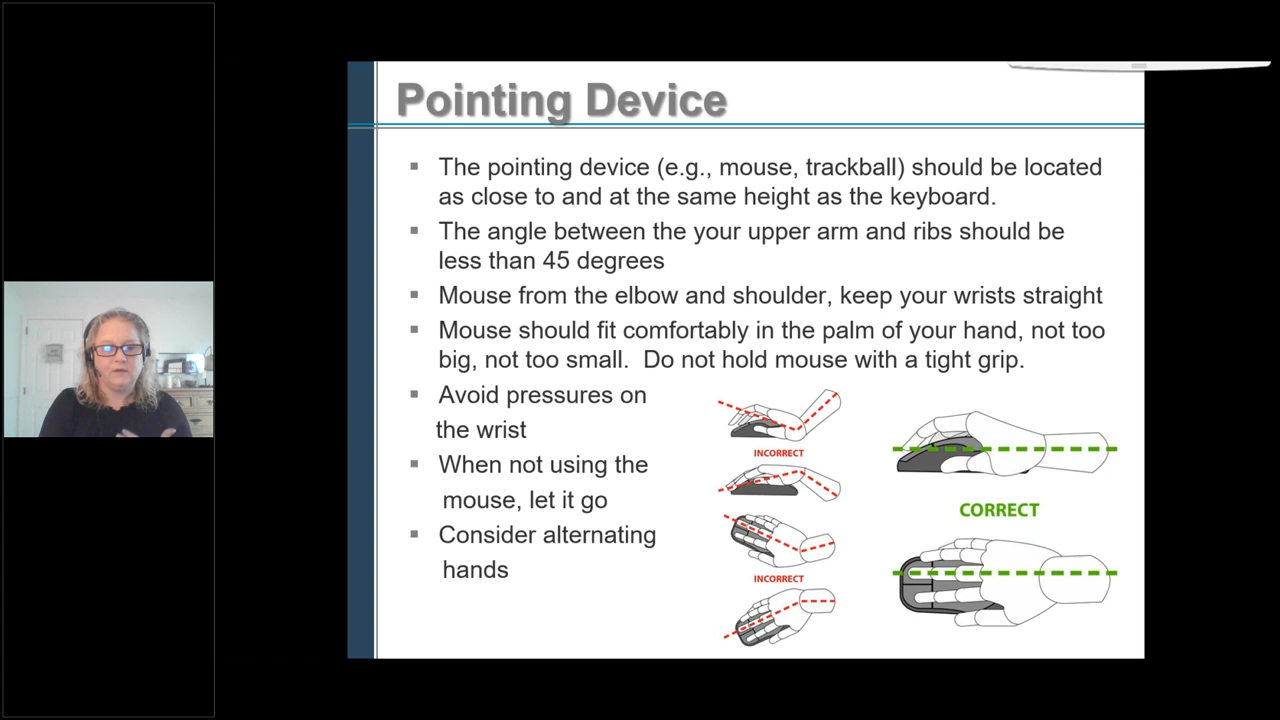 Pointing Device
The pointing device (e.g., mouse, trackball) should be located
as close to and at the same height as the keyboard.
The angle between the your upper arm and ribs should be
less than 45 degrees
Mouse from the elbow and shoulder, keep your wrists straight
Mouse should fit comfortably in the palm of your hand, not too
big, not too small.  Do not hold mouse with a tight grip.
Avoid pressures on
the wrist
When not using the
mouse, let it go
Consider alternating
hands
INCORRECT
INCORRECT
CORRECT